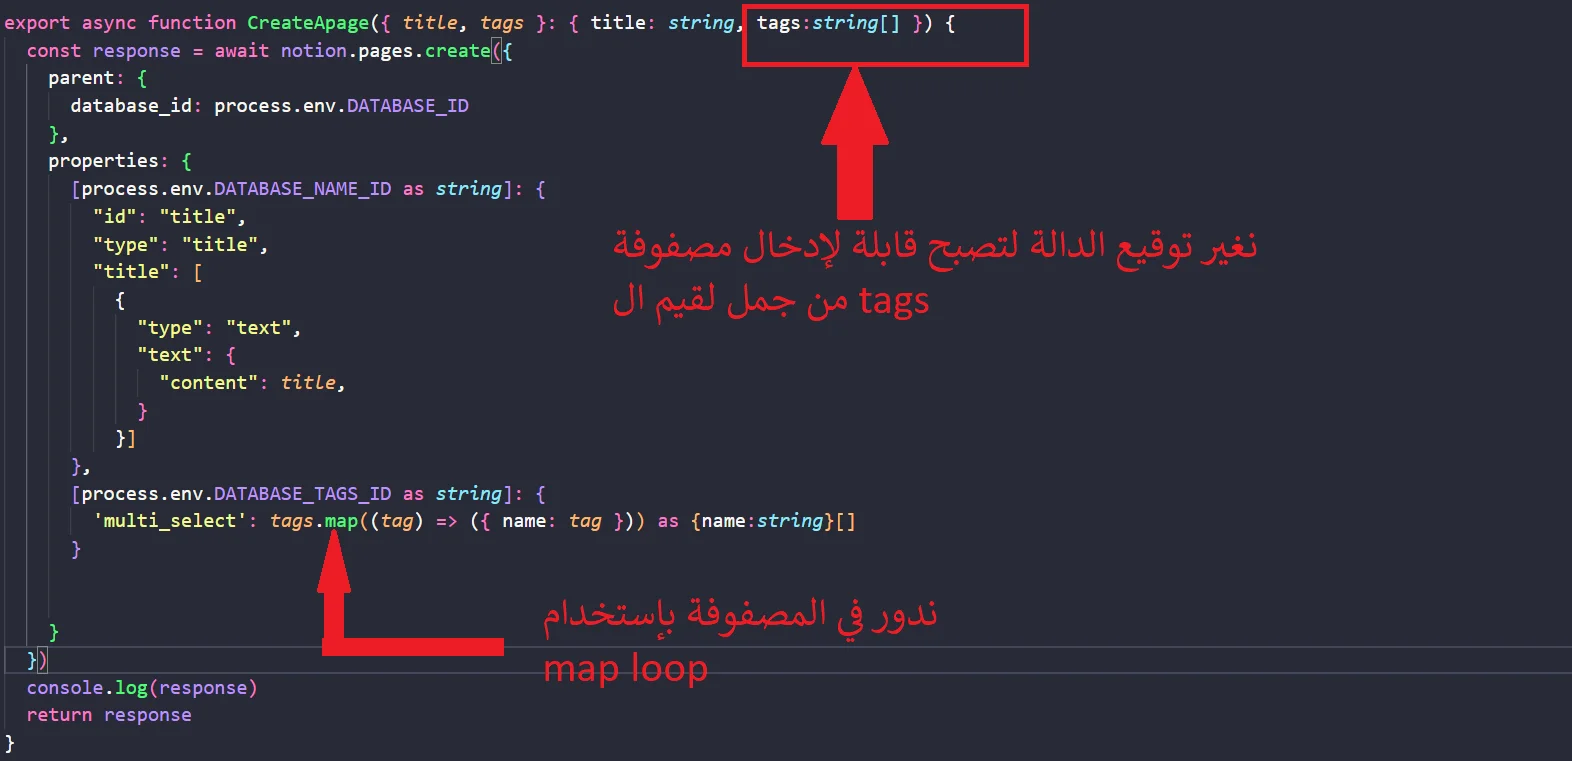 export async function CreateApage({ title, tags }: { title: string, tags:string[] }) {
const response = await notion.pages.create({
parent: {
database_id: process.env.DATABASE_ID
},
properties: {
[process.env.DATABASE_NAME_ID as string]: {
"id": "title",
"type": "title",
"title": [
{
"type": "text",
"text": {
"content": title,
}
}]
},
[process.env.DATABASE_TAGS_ID as string]: {
'multi_select': tags.map((tag) => ({ name: tag })) as {name:string}[]
}
}
})
console.log(response)
return response
}
نغير توقيع الدالة لتصبح قابلة لإدخال مصفوفة
من جمل لقيم ال tags
ندور في المصفوفة بإستخدام
map loop